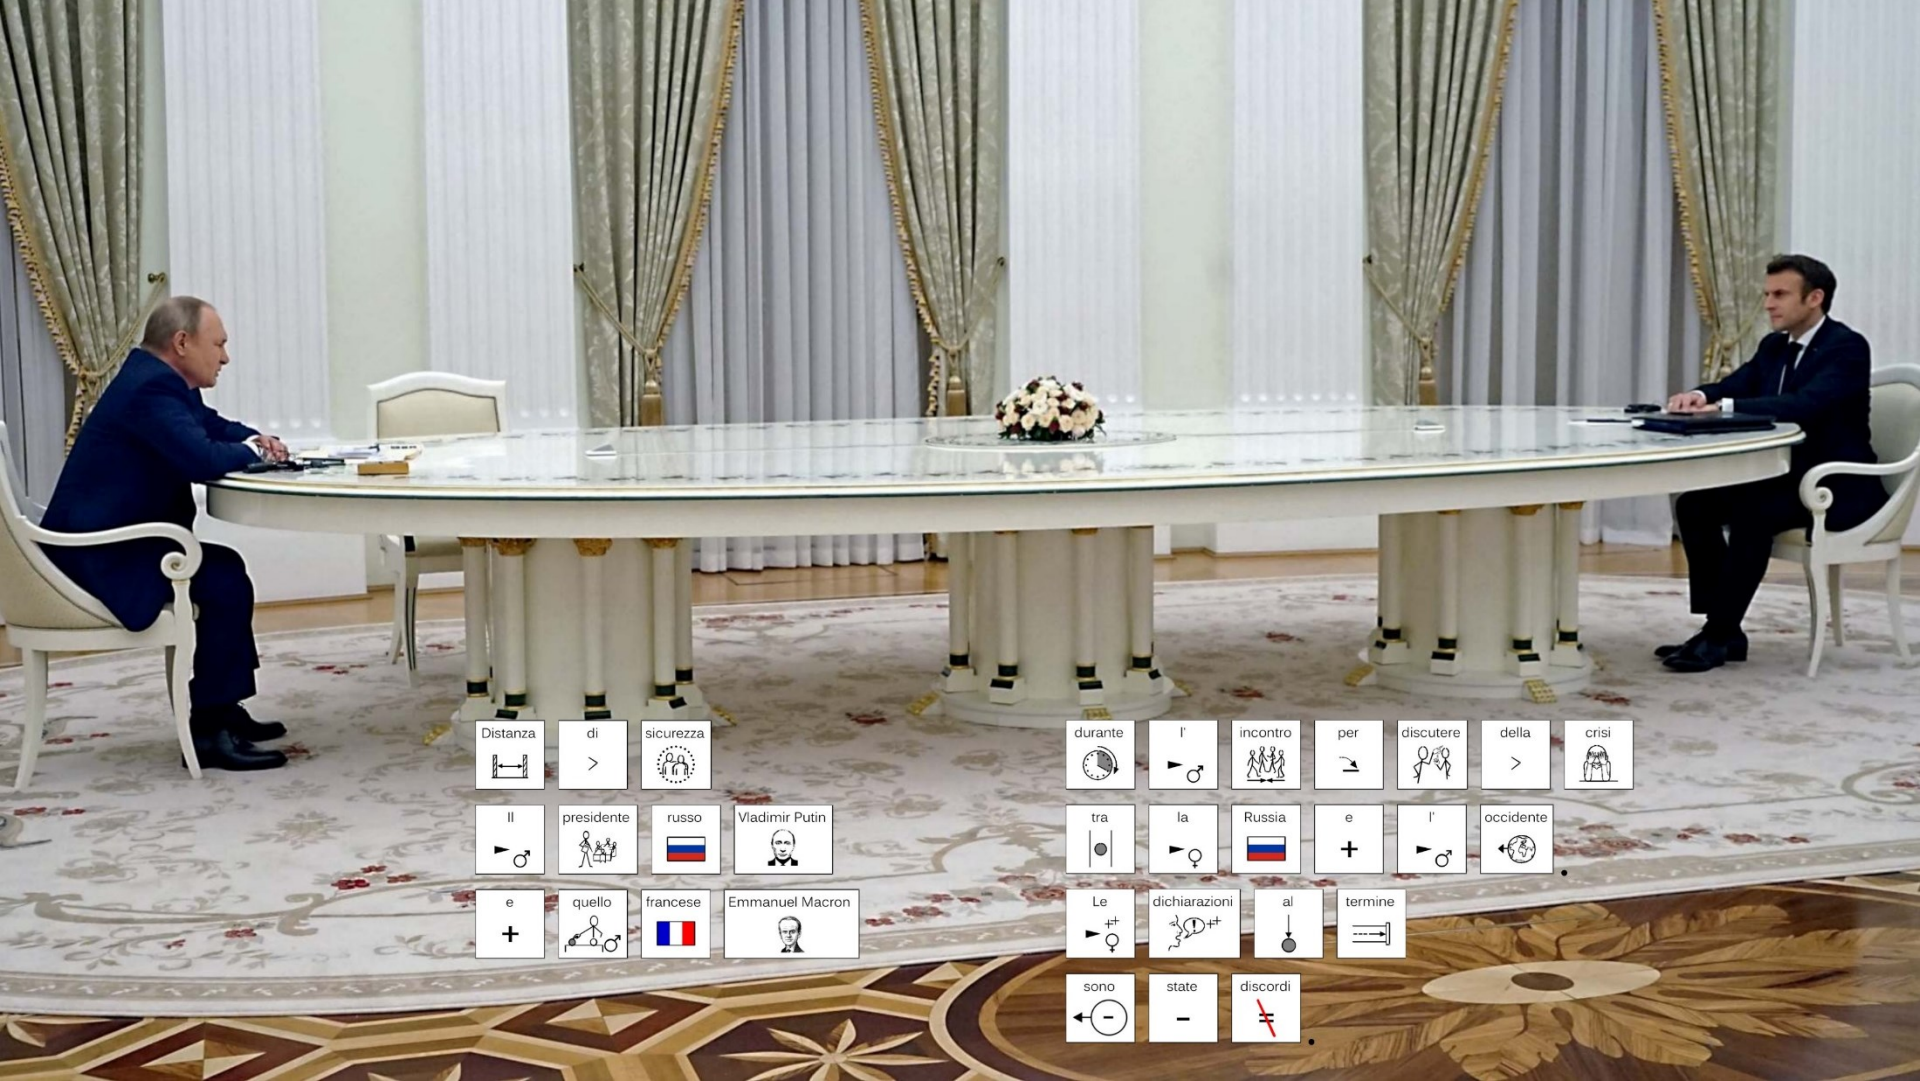 Distanza di sicurezza
Il presidente russo Vladimir Putin
e quello francese Emmanuel Macron
durante l' incontro per discutere della crisi
tra la Russia e l' occidente.
Le dichiarazioni al termine
sono state discordi.